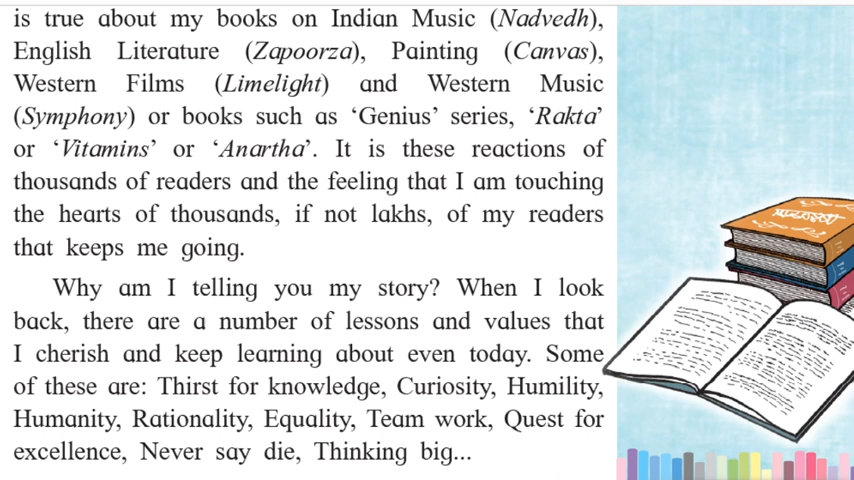 is true about my books on Indian Music (Nadvedh),
English Literature (Zapoorza), Painting (Canvas),
Western Films (Limelight) and Western Music
(Symphony) or books such as ‘Genius’ series, ‘Rakta’
or ‘Vitamins’ or ‘Anartha’. It is these reactions of
thousands of readers and the feeling that I am touching
the hearts of thousands, if not lakhs, of my readers
that keeps me going.
Why am I telling you my story? When I look
back, there are a number of lessons and values that
I cherish and keep learning about even today. Some
of these are: Thirst for knowledge, Curiosity, Humility,
Humanity, Rationality, Equality, Team work, Quest for
excellence, Never say die, Thinking big...